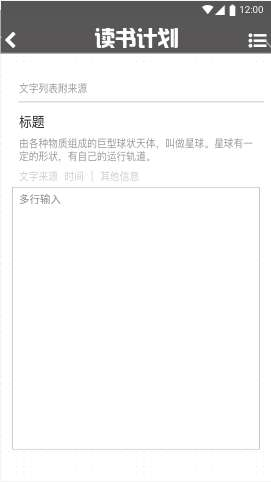 12:00
读书计划
文字列表附来源
标题
由各种物质组成的巨型球状天体，叫做星球。星球有一
定的形状，有自己的运行轨道。
文字来源 时间 | 其他信息
多行输入